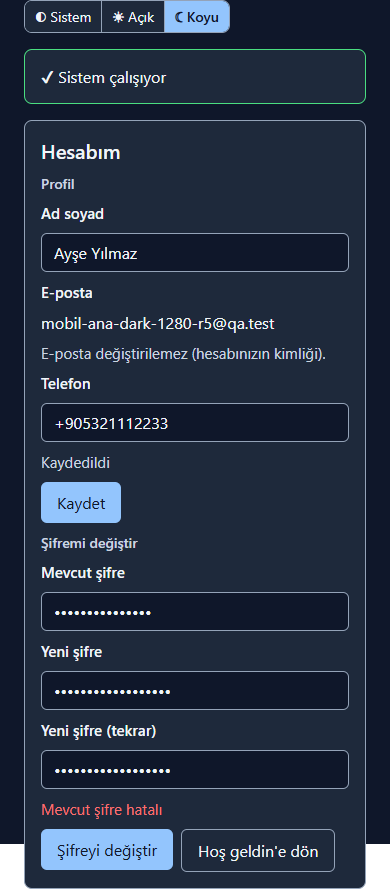 Sistem
Açık
Koyu
✓ Sistem çalışıyor
Hesabım
Profil
Ad soyad
Ayşe Yılmaz
E-posta
mobil-ana-dark-1280-r5@qa.test
E-posta değiştirilemez (hesabınızın kimliği).
Telefon
+905321112233
Kaydedildi
Kaydet
Şifremi değiştir
Mevcut şifre
•••••••••••••••
Yeni şifre
••••••••••••••••••
Yeni şifre (tekrar)
••••••••••••••••••
Mevcut şifre hatalı
Şifreyi değiştir
Hoş geldin'e dön